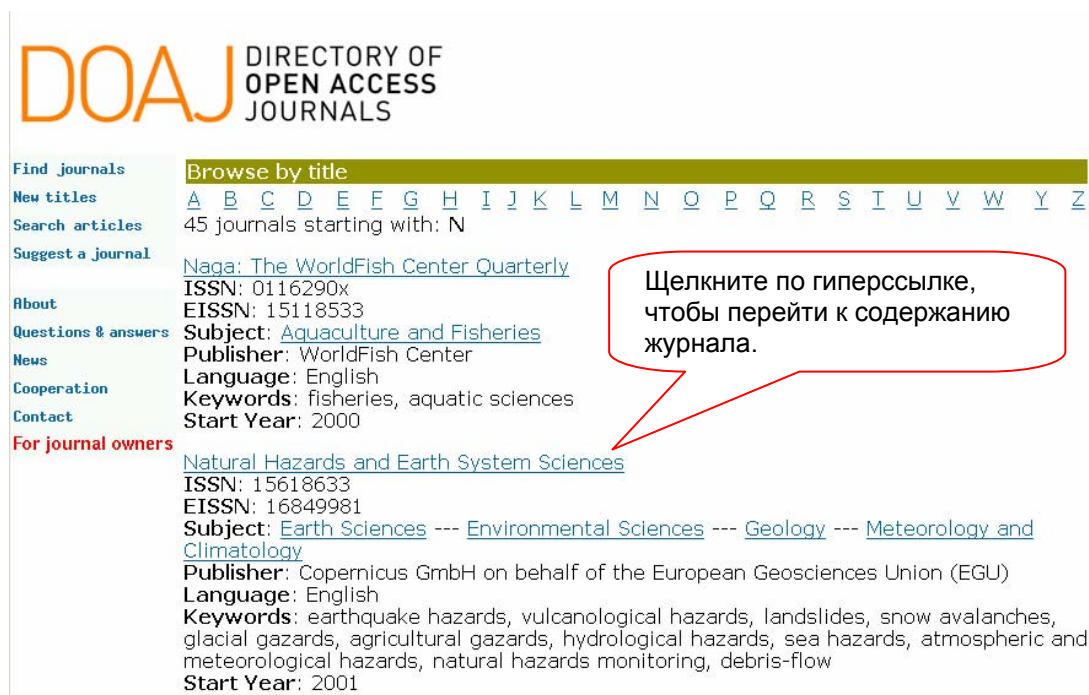 DOAJ
DIRECTORY OF
OPEN ACCESS
JOURNALS
Find journals
New titles
Search articles
Suggest a journal
About
Questions & answers
News
Cooperation
Contact
For journal owners
Browse by title
A B C D E F G H I J K L M N O P Q R S T U V W Y Z
45 journals starting with: N
Naga: The WorldFish Center Quarterly
ISSN: 0116290x
EISSN: 15118533
Subject: Aquaculture and Fisheries
Publisher: WorldFish Center
Language: English
Keywords: fisheries, aquatic sciences
Start Year: 2000
Щелкните по гиперссылке,
чтобы перейти к содержанию
журнала.
Natural Hazards and Earth System Sciences
ISSN: 15618633
EISSN: 16849981
Subject: Earth Sciences --- Environmental Sciences --- Geology --- Meteorology and
Climatology
Publisher: Copernicus GmbH on behalf of the European Geosciences Union (EGU)
Language: English
Keywords: earthquake hazards, vulcanological hazards, landslides, snow avalanches,
glacial gazards, agricultural gazards, hydrological hazards, sea hazards, atmospheric and
meteorological hazards, natural hazards monitoring, debris-flow
Start Year: 2001